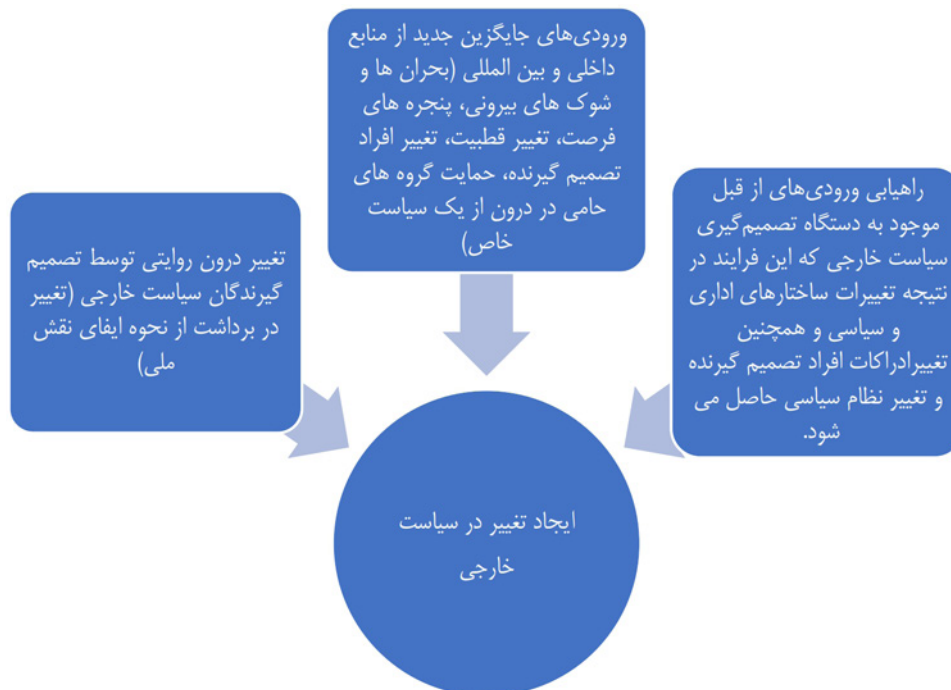 ورودی‌های جایگزین جدید از منابع
داخلی و بین المللی (بحران ها و
شوک های بیرونی، پنجره های
فرصت، تغییر قطبیت، تغییر افراد
تصمیم گیرنده، حمایت گروه های
حامی در درون از یک سیاست
خاص)
راهیابی ورودی‌های از قبل
موجود به دستگاه تصمیم‌گیری
سیاست خارجی که این فرایند در
نتیجه تغییرات ساختارهای اداری
و سیاسی و همچنین
تغییرادراکات افراد تصمیم گیرنده
و تغییر نظام سیاسی حاصل می
شود.
تغییر درون روایتی توسط تصمیم
گیرندگان سیاست خارجی (تغییر
در برداشت از نحوه ایفای نقش
ملی)
ایجاد تغییر در سیاست
خارجی